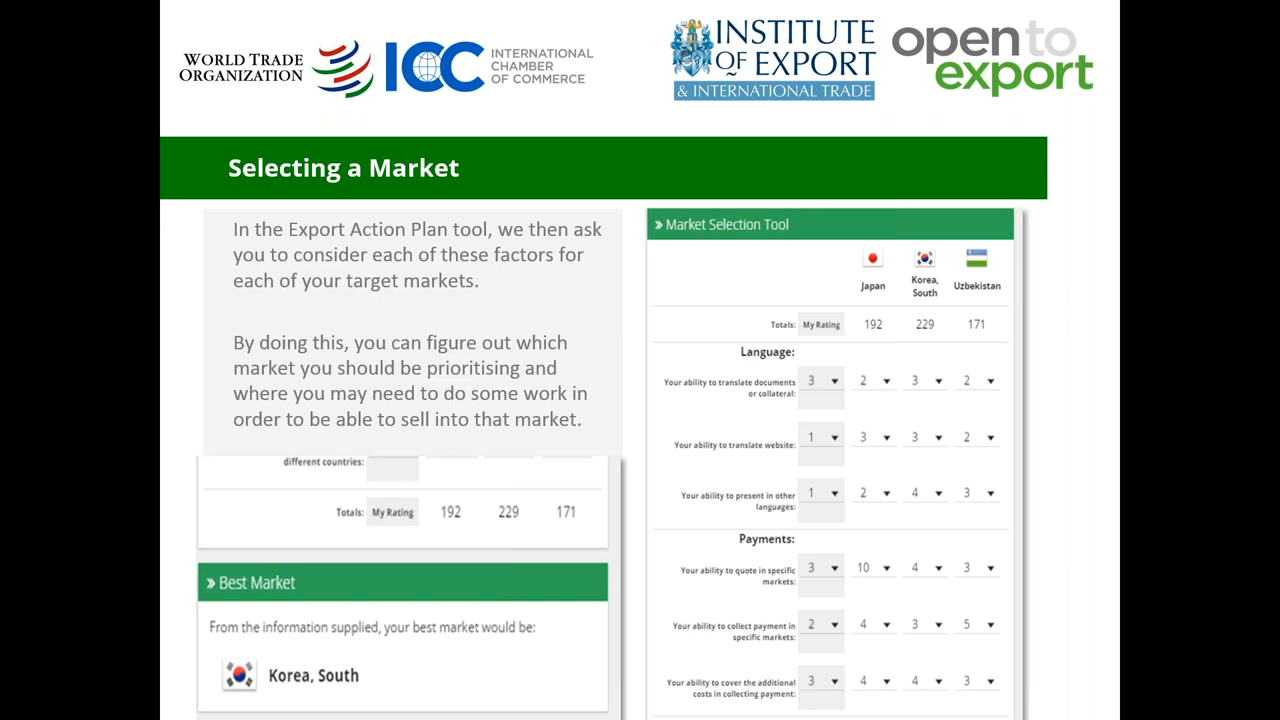 WORLD TRADE
ORGANIZATION
ICC
INTERNATIONAL
CHAMBER
OF COMMERCE
INSTITUTE
OF EXPORT
& INTERNATIONAL TRADE
open to
export
Selecting a Market
In the Export Action Plan tool, we then ask
you to consider each of these factors for
each of your target markets.
By doing this, you can figure out which
market you should be prioritising and
where you may need to do some work in
order to be able to sell into that market.
different countries:
Totals: My Rating 192 229 171
» Best Market
From the information supplied, your best market would be:
Korea, South
» Market Selection Tool
Japan Korea, South Uzbekistan
Totals: My Rating 192 229 171
Language:
Your ability to translate documents
or collateral: 3 2 3 2
Your ability to translate website: 1 3 3 2
Your ability to present in other
languages: 1 2 4 3
Payments:
Your ability to quote in specific
markets: 3 10 4 3
Your ability to collect payment in
specific markets: 2 4 3 5
Your ability to cover the additional
costs in collecting payment: 3 4 4 3